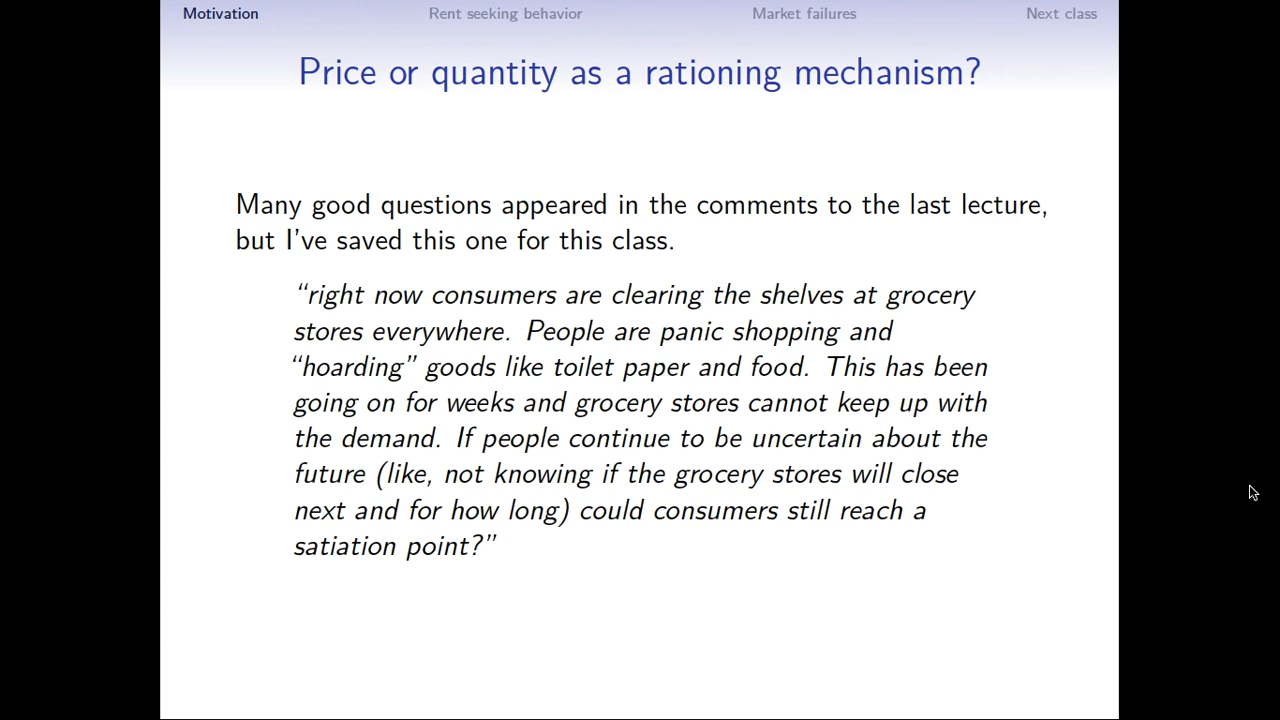 Motivation Rent seeking behavior Market failures Next class
Price or quantity as a rationing mechanism?
Many good questions appeared in the comments to the last lecture,
but I’ve saved this one for this class.
“right now consumers are clearing the shelves at grocery
stores everywhere. People are panic shopping and
“hoarding” goods like toilet paper and food. This has been
going on for weeks and grocery stores cannot keep up with
the demand. If people continue to be uncertain about the
future (like, not knowing if the grocery stores will close
next and for how long) could consumers still reach a
satiation point?”